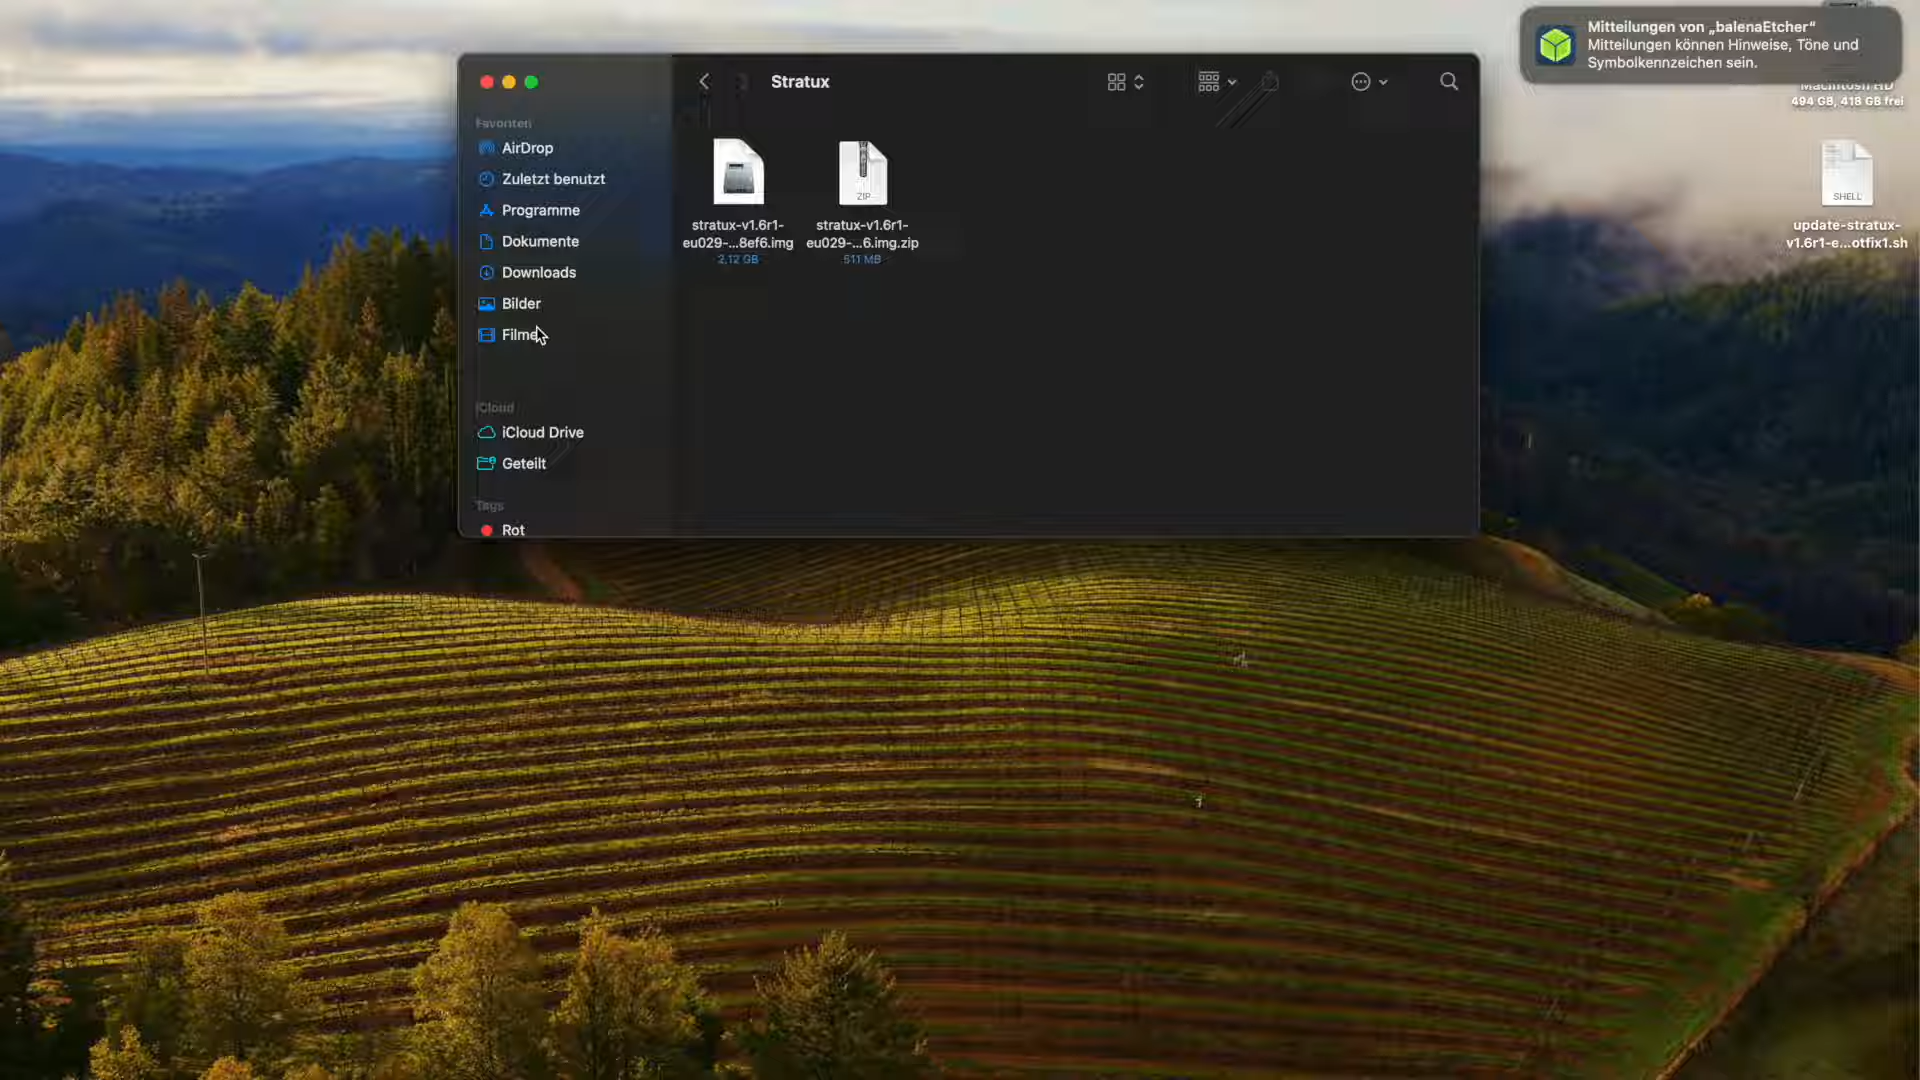 Mitteilungen von „balenaEtcher“
Mitteilungen können Hinweise, Töne und
Symbolkennzeichen sein.
Macintosh HD
494 GB, 418 GB frei
SHELL
update-stratux-
v1.6r1-e...otfix1.sh
Stratux
Favoriten
AirDrop
Zuletzt benutzt
Programme
Dokumente
Downloads
Bilder
Filme
iCloud
iCloud Drive
Geteilt
Tags
Rot
stratux-v1.6r1-
eu029-...8ef6.img
2,12 GB
ZIP
stratux-v1.6r1-
eu029-...6.img.zip
511 MB